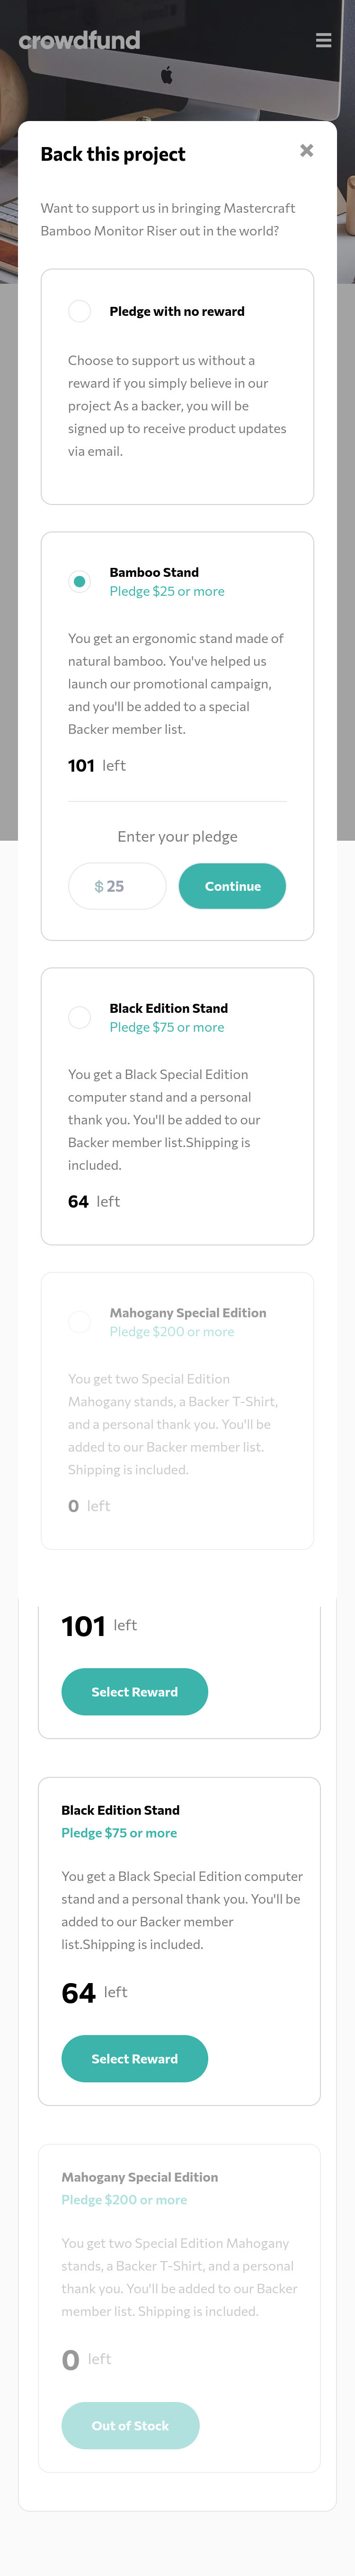 crowdfund
Back this project
Want to support us in bringing Mastercraft
Bamboo Monitor Riser out in the world?
Pledge with no reward
Choose to support us without a
reward if you simply believe in our
project As a backer, you will be
signed up to receive product updates
via email.
Bamboo Stand
Pledge $25 or more
You get an ergonomic stand made of
natural bamboo. You've helped us
launch our promotional campaign,
and you'll be added to a special
Backer member list.
101 left
Enter your pledge
$ 25 Continue
Black Edition Stand
Pledge $75 or more
You get a Black Special Edition
computer stand and a personal
thank you. You'll be added to our
Backer member list.Shipping is
included.
64 left
Mahogany Special Edition
Pledge $200 or more
You get two Special Edition
Mahogany stands, a Backer T-Shirt,
and a personal thank you. You'll be
added to our Backer member list.
Shipping is included.
0 left
101 left
Select Reward
Black Edition Stand
Pledge $75 or more
You get a Black Special Edition computer
stand and a personal thank you. You'll be
added to our Backer member
list.Shipping is included.
64 left
Select Reward
Mahogany Special Edition
Pledge $200 or more
You get two Special Edition Mahogany
stands, a Backer T-Shirt, and a personal
thank you. You'll be added to our Backer
member list. Shipping is included.
0 left
Out of Stock